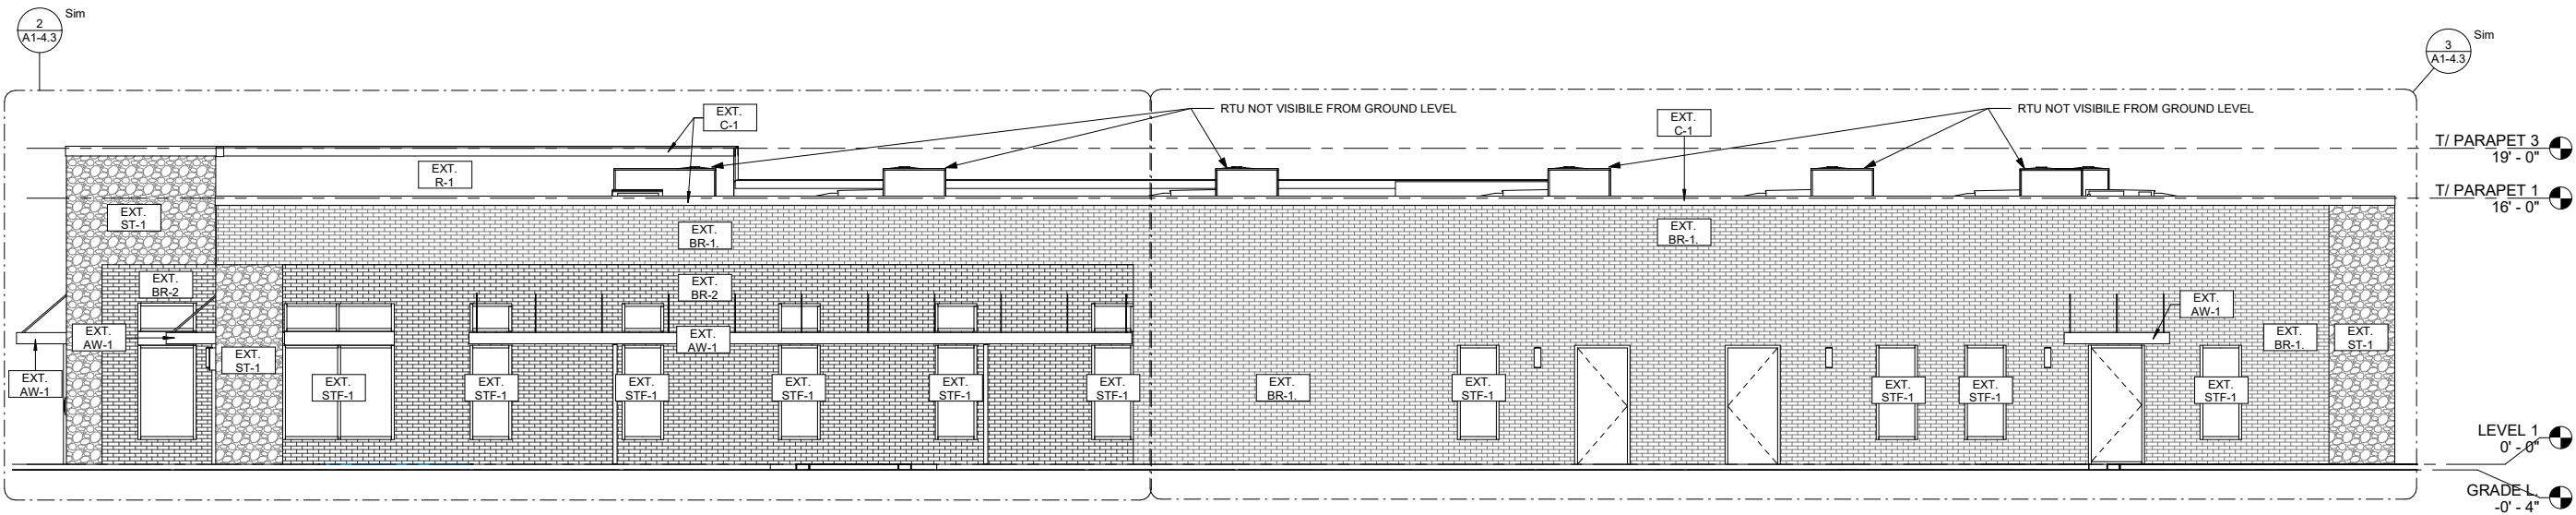 2
A1-4.3
Sim
3
A1-4.3
Sim
EXT.
C-1
RTU NOT VISIBILE FROM GROUND LEVEL
EXT.
C-1
RTU NOT VISIBILE FROM GROUND LEVEL
T/ PARAPET 3
19' - 0"
EXT.
R-1
T/ PARAPET 1
16' - 0"
EXT.
ST-1
EXT.
BR-1.
EXT.
BR-1.
EXT.
BR-2
EXT.
BR-2
EXT.
AW-1
EXT.
AW-1
EXT.
AW-1
EXT.
BR-1.
EXT.
ST-1
EXT.
ST-1
EXT.
AW-1
EXT.
STF-1
EXT.
STF-1
EXT.
STF-1
EXT.
STF-1
EXT.
STF-1
EXT.
STF-1
EXT.
BR-1.
EXT.
STF-1
EXT.
STF-1
EXT.
STF-1
EXT.
STF-1
LEVEL 1
0' - 0"
GRADE L.
-0' - 4"